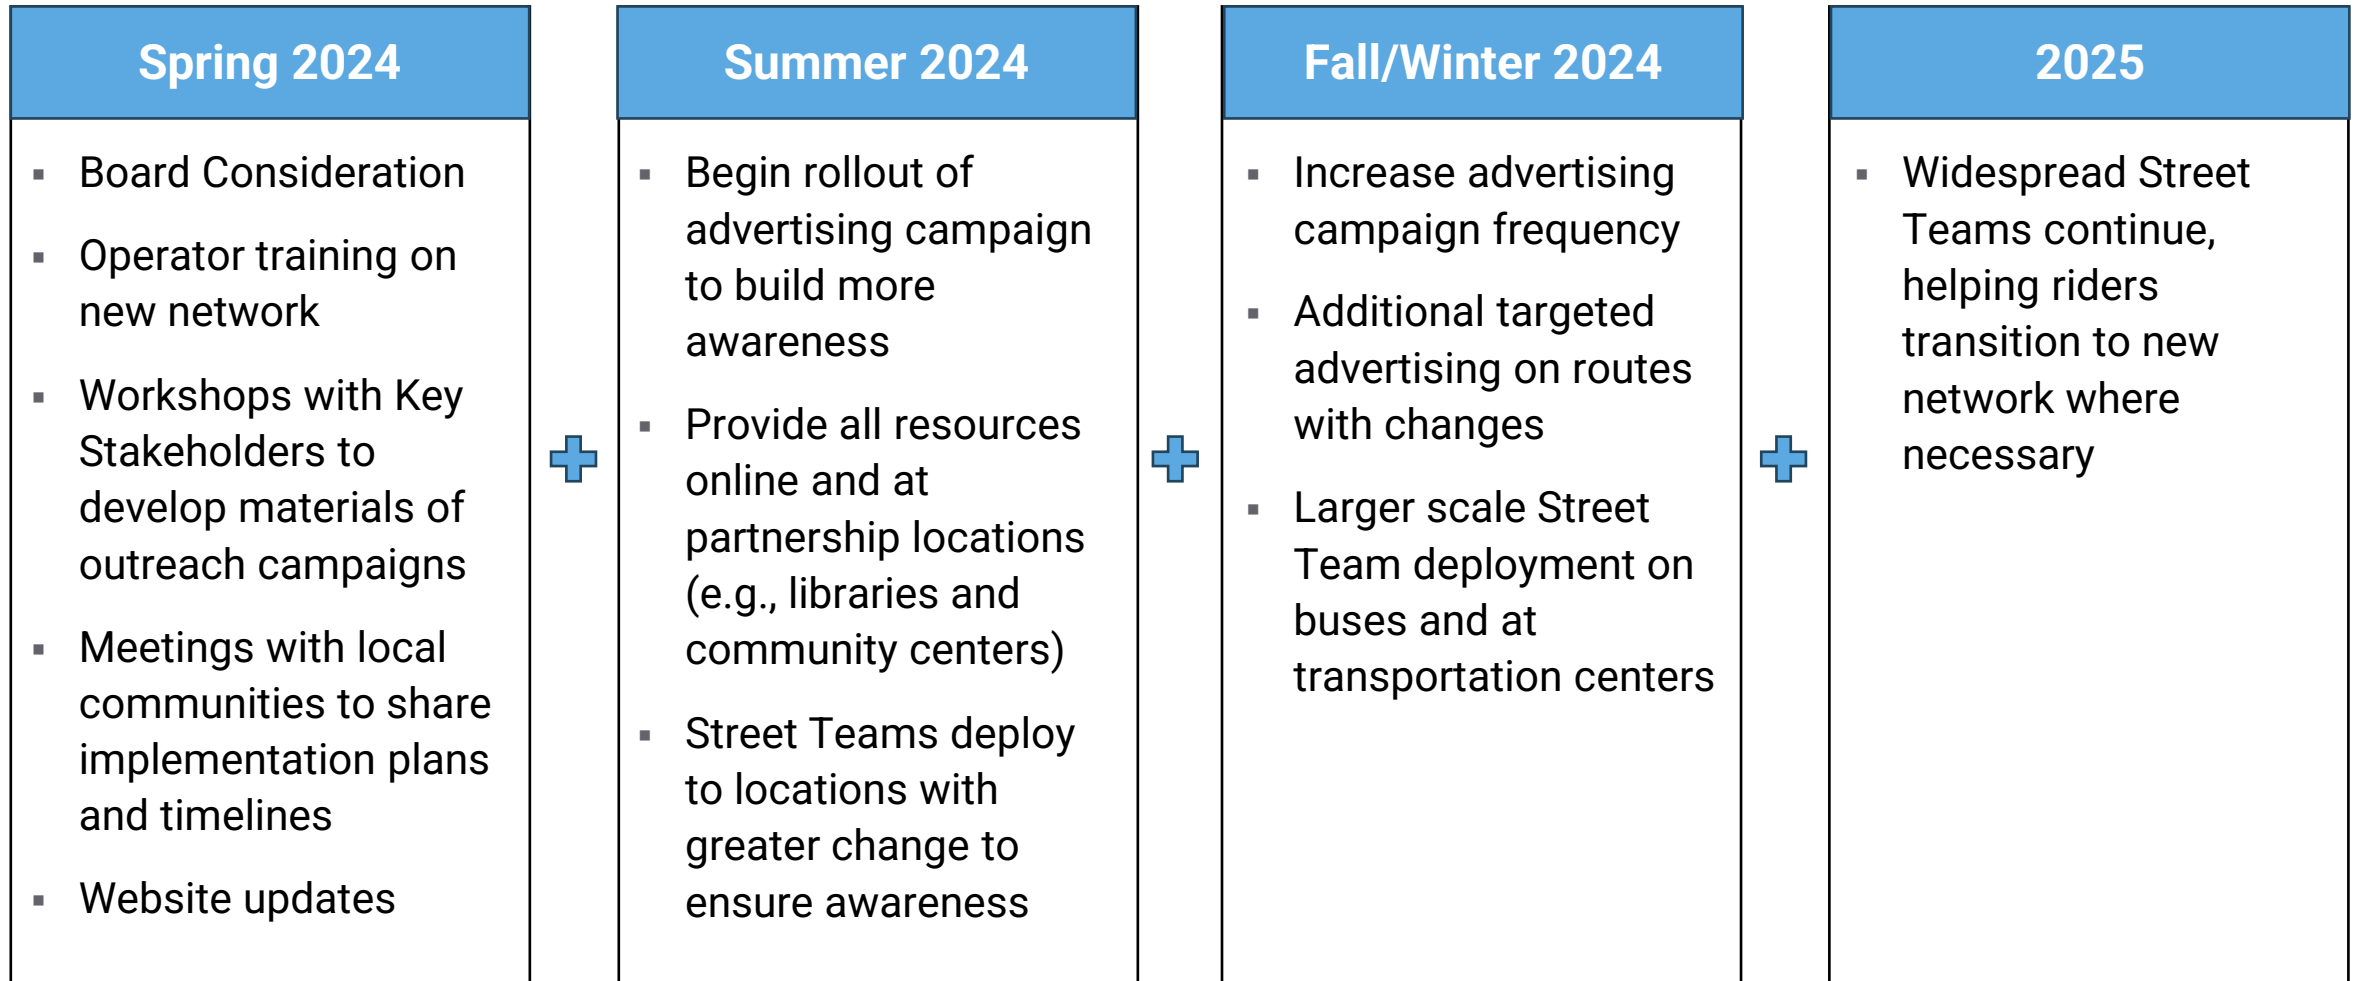 Spring 2024
▪ Board Consideration
▪ Operator training on
new network
▪ Workshops with Key
Stakeholders to
develop materials of
outreach campaigns
▪ Meetings with local
communities to share
implementation plans
and timelines
▪ Website updates
Summer 2024
▪ Begin rollout of
advertising campaign
to build more
awareness
▪ Provide all resources
online and at
partnership locations
(e.g., libraries and
community centers)
▪ Street Teams deploy
to locations with
greater change to
ensure awareness
Fall/Winter 2024
▪ Increase advertising
campaign frequency
▪ Additional targeted
advertising on routes
with changes
▪ Larger scale Street
Team deployment on
buses and at
transportation centers
2025
▪ Widespread Street
Teams continue,
helping riders
transition to new
network where
necessary